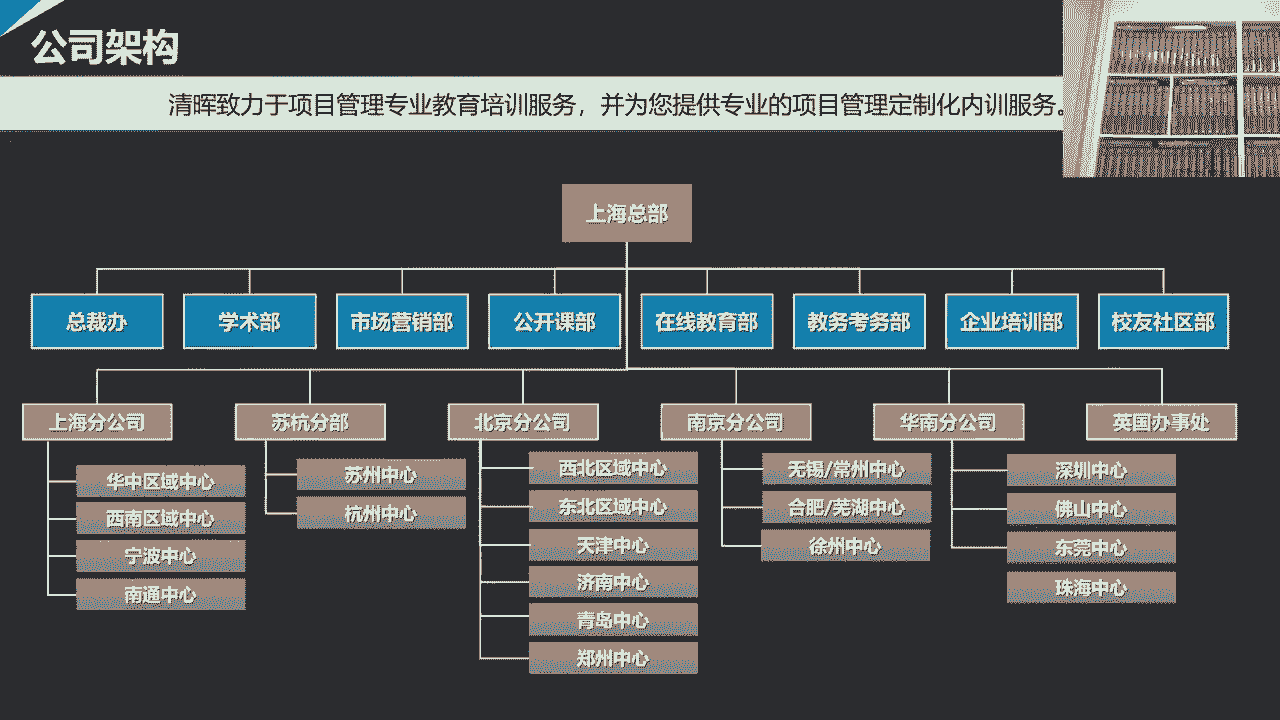 公司架构
清晖致力于项目管理专业教育培训服务，并为您提供专业的项目管理定制化内训服务。
上海总部
总裁办
学术部
市场营销部
公开课部
在线教育部
教务考务部
企业培训部
校友社区部
上海分公司
苏杭分部
北京分公司
南京分公司
华南分公司
英国办事处
华中区域中心
西南区域中心
宁波中心
南通中心
苏州中心
杭州中心
西北区域中心
东北区域中心
天津中心
济南中心
青岛中心
郑州中心
无锡/常州中心
合肥/芜湖中心
徐州中心
深圳中心
佛山中心
东莞中心
珠海中心